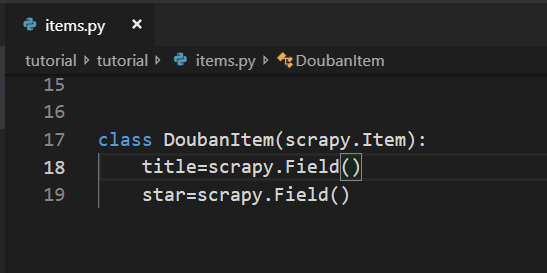 items.py ×
tutorial > tutorial > items.py > DoubanItem
15
16
17 class DoubanItem(scrapy.Item):
18     title=scrapy.Field()
19     star=scrapy.Field()